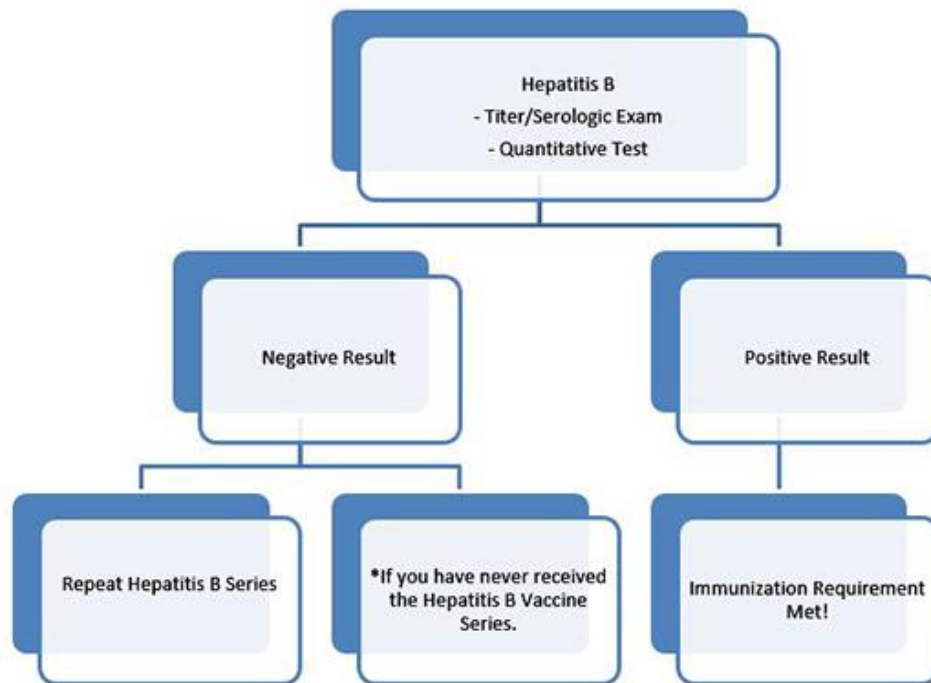 Hepatitis B
- Titer/Serologic Exam
- Quantitative Test
Negative Result
Positive Result
Repeat Hepatitis B Series
*If you have never received
the Hepatitis B Vaccine
Series.
Immunization Requirement
Met!